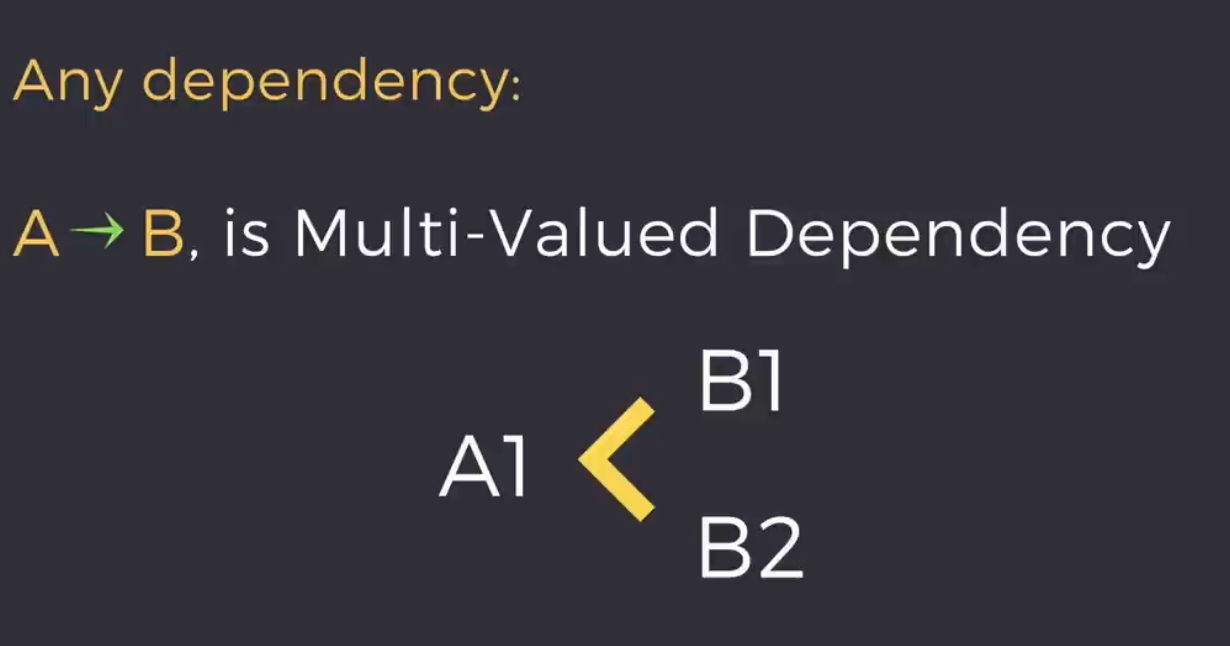 Any dependency:
A → B, is Multi-Valued Dependency
B1
A1
B2